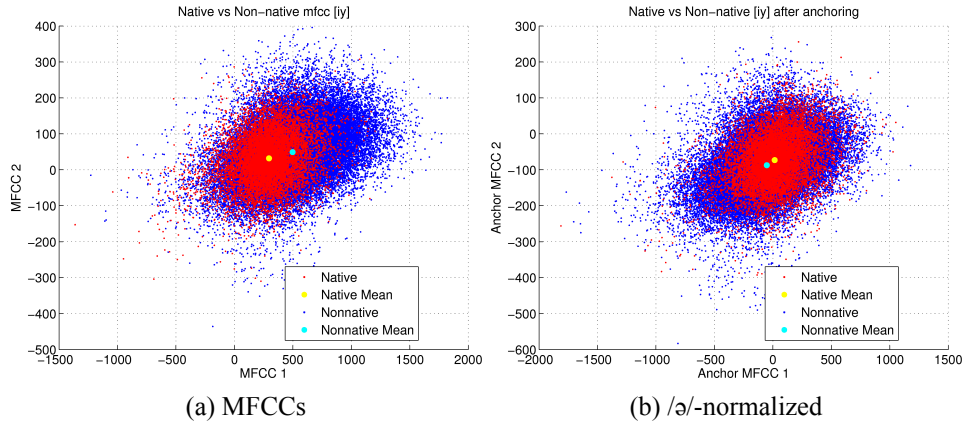 Native vs Non-native mfcc [iy]
400
300
200
100
0
−100
−200
−300
−400
−500
MFCC 2
−1500
−1000
−500
0
500
1000
1500
2000
MFCC 1
Native
Native Mean
Nonnative
Nonnative Mean
(a) MFCCs
Native vs Non-native [iy] after anchoring
300
200
100
0
−100
−200
−300
−400
−500
−600
Anchor MFCC 2
−2000
−1500
−1000
−500
0
500
1000
1500
Anchor MFCC 1
Native
Native Mean
Nonnative
Nonnative Mean
(b) /ə/-normalized